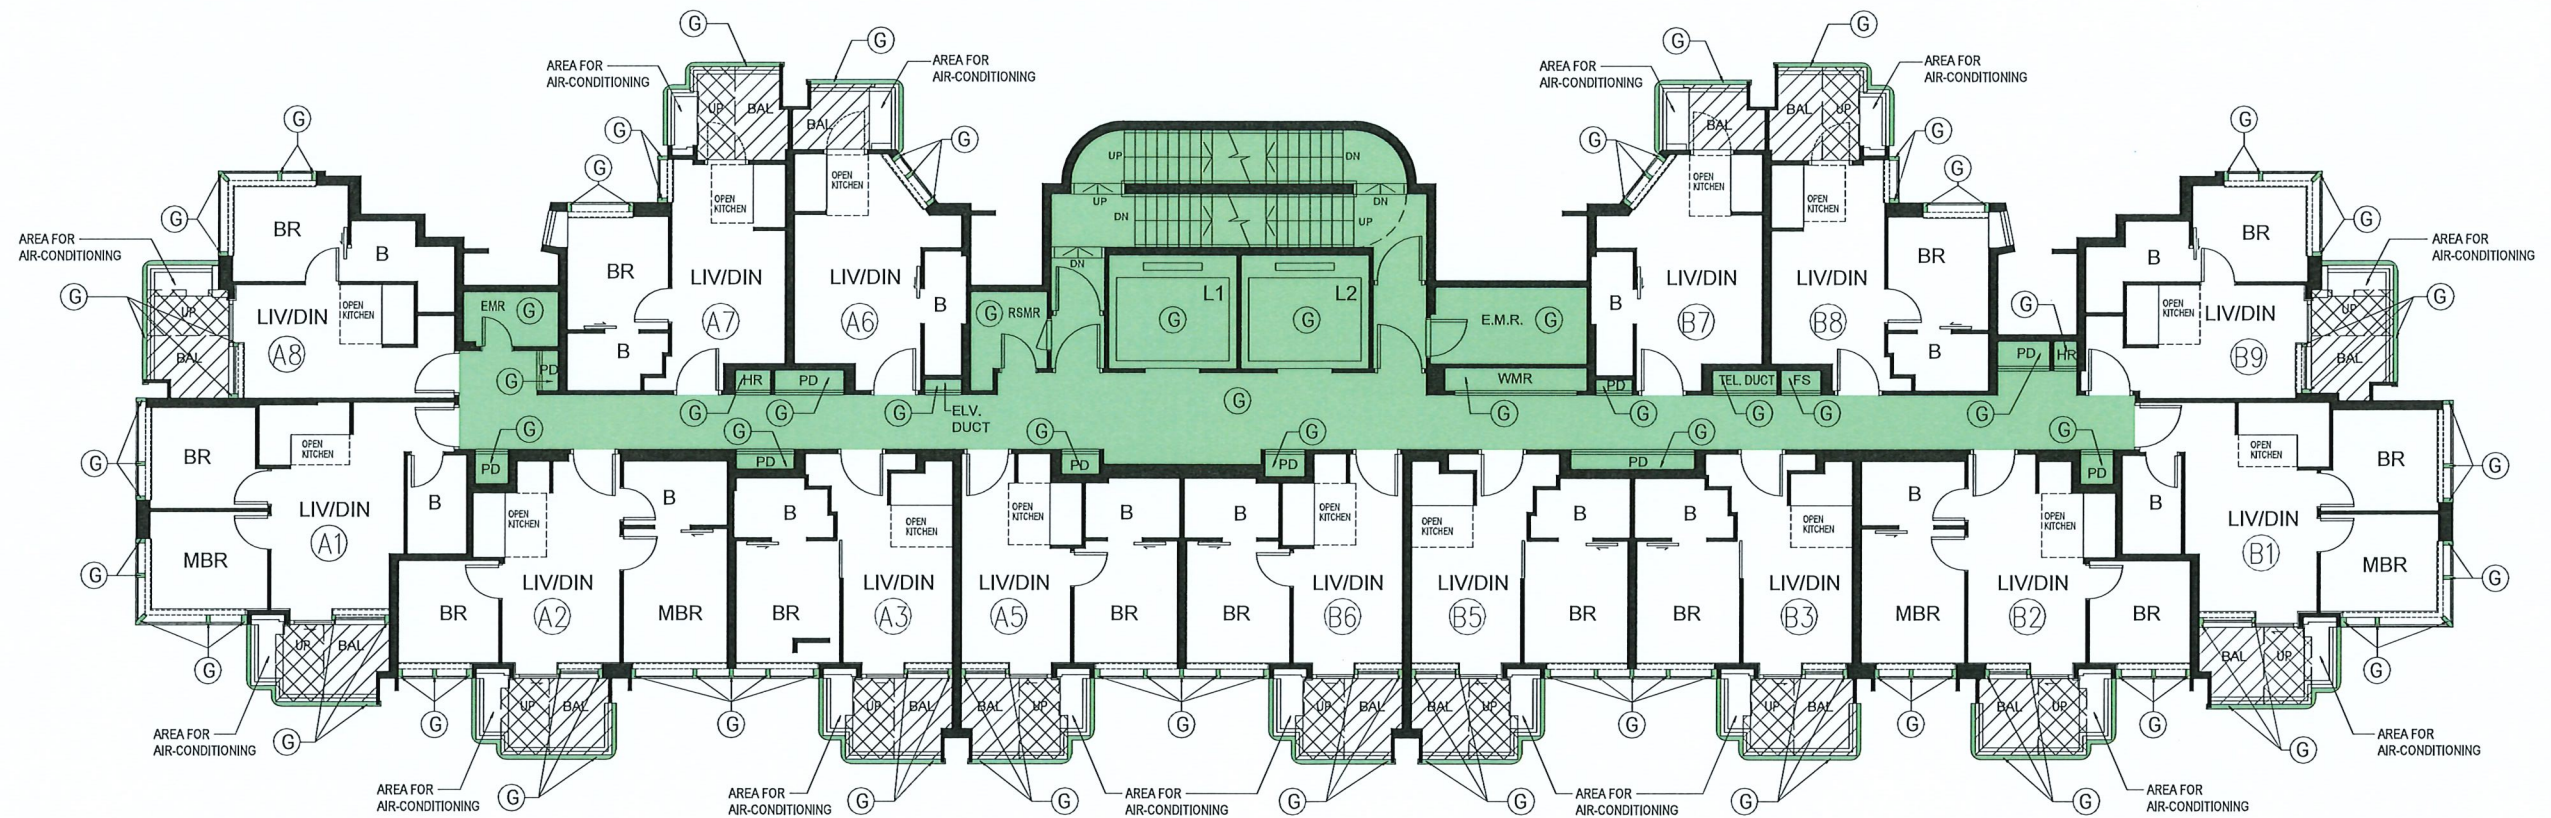 G
G
G
G
AREA FOR
AIR-CONDITIONING
AREA FOR
AIR-CONDITIONING
AREA FOR
AIR-CONDITIONING
AREA FOR
AIR-CONDITIONING
UP
BAL
BAL
BAL
BAL
UP
G
G
G
G
G
G
G
G
UP
DN
OPEN
KITCHEN
OPEN
KITCHEN
OPEN
KITCHEN
OPEN
KITCHEN
UP
DN
DN
UP
G
G
BR
B
BR
LIV/DIN
LIV/DIN
B
A7
A6
AREA FOR
AIR-CONDITIONING
G
UP
BAL
LIV/DIN
A8
OPEN
KITCHEN
EMR
G
PD
G
B
HR
PD
G
G
G
ELV.
DUCT
G
RSMR
DN
L1
G
L2
G
G
E.M.R.
G
WMR
G
B
LIV/DIN
B7
LIV/DIN
B8
BR
B
PD
G
TEL. DUCT
FS
G
G
G
PD
HR
G
B
BR
G
AREA FOR
AIR-CONDITIONING
OPEN
KITCHEN
LIV/DIN
B9
UP
BAL
G
G
PD
G
PD
G
PD
G
PD
G
PD
G
PD
G
BR
OPEN
KITCHEN
LIV/DIN
A1
B
MBR
G
UP
BAL
G
G
AREA FOR
AIR-CONDITIONING
OPEN
KITCHEN
LIV/DIN
A2
BR
B
MBR
UP
BAL
G
G
AREA FOR
AIR-CONDITIONING
B
BR
OPEN
KITCHEN
LIV/DIN
A3
G
UP
BAL
G
AREA FOR
AIR-CONDITIONING
OPEN
KITCHEN
LIV/DIN
A5
B
BR
BAL
UP
G
G
AREA FOR
AIR-CONDITIONING
B
BR
OPEN
KITCHEN
LIV/DIN
B6
UP
BAL
G
OPEN
KITCHEN
LIV/DIN
B5
B
BR
BAL
UP
G
G
AREA FOR
AIR-CONDITIONING
B
BR
OPEN
KITCHEN
LIV/DIN
B3
UP
BAL
G
B
MBR
OPEN
KITCHEN
LIV/DIN
B2
BR
BAL
UP
G
G
G
AREA FOR
AIR-CONDITIONING
B
OPEN
KITCHEN
LIV/DIN
B1
BR
G
MBR
G
BAL
UP
G
G
AREA FOR
AIR-CONDITIONING